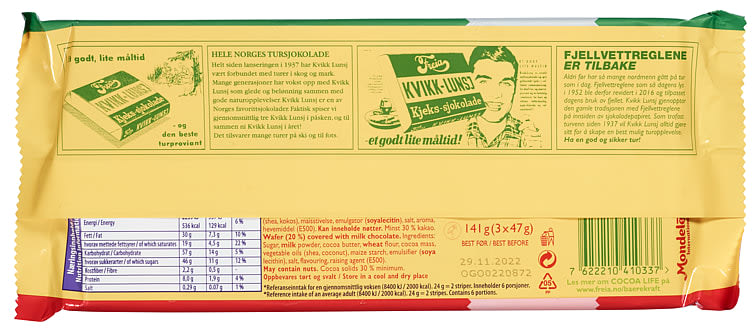 Et godt, lite måltid
Freia
KVIKK-LUNSJ
Kjeks-sjokolade
- og
den beste
turproviant
HELE NORGES TURSJOKOLADE
Helt siden lanseringen i 1937 har Kvikk Lunsj
vært forbundet med turer i skog og mark.
Mange generasjoner har vokst opp med Kvikk
Lunsj som glede og belønning sammen med
gode naturopplevelser. Kvikk Lunsj er en av
Norges favorittsjokolader. Faktisk spiser vi
gjennomsnittlig tre Kvikk Lunsj i påsken, og til
sammen ni Kvikk Lunsj i året!
Det tilsvarer mange turer på ski og til fots.
Freia
KVIKK-LUNSJ
Kjeks-sjokolade
-et godt lite måltid!
FJELLVETTREGLENE
ER TILBAKE
Aldri før har så mange nordmenn gått på tur
som i dag. Fjellvettreglene som så dagens lys
i 1952 ble derfor revidert i 2016 og tilpasset
dagens bruk av fjellet. Kvikk Lunsj gjenopptar
den gamle tradisjonen med Fjellvettreglene
på innsiden av sjokoladepapiret. Som trofast
turvenn siden 1937 vil Kvikk Lunsj alltid gjøre
sitt for å skape en best mulig turopplevelse.
Ha en god og sikker tur!
Energi / Energy
536 kcal 129 kcal 6 %
Fett / Fat 30 g 7,3 g 10 %
hvorav mettede fettsyrer / of which saturates 19 g 4,5 g 22 %
Karbohydrat / Carbohydrate 57 g 14 g 5 %
hvorav sukkerarter / of which sugars 46 g 11 g 12 %
Kostfiber / Fibre 2,2 g 0,5 g -
Protein 8,0 g 1,9 g 4 %
Salt 0,29 g 0,07 g 1 %
(shea, kokos), maisstivelse, emulgator (soyalecitin), salt, aroma,
hevemiddel (E500). Kan inneholde nøtter. Minst 30 % kakao.
Wafer (20 %) covered with milk chocolate. Ingredients:
Sugar, milk powder, cocoa butter, wheat flour, cocoa mass,
vegetable oils (shea, coconut), maize starch, emulsifier (soya
lecithin), salt, flavouring, raising agent (E500).
May contain nuts. Cocoa solids 30 % minimum.
Oppbevares tørt og svalt / Store in a cool and dry place
*Referanseinntak for en gjennomsnittlig voksen (8400 kJ / 2000 kcal). 24 g = 2 striper. Inneholder 6 porsjoner.
*Reference intake of an average adult (8400 kJ / 2000 kcal). 24 g = 2 stripes. Contains 6 portions.
141 g (3 x 47 g)
BEST FØR / BEST BEFORE
29.11.2022
OGO0220872
05
PP
7 622210 410337 >
Les mer om COCOA LIFE på
www.freia.no/baerekraft
Mondelēz
International